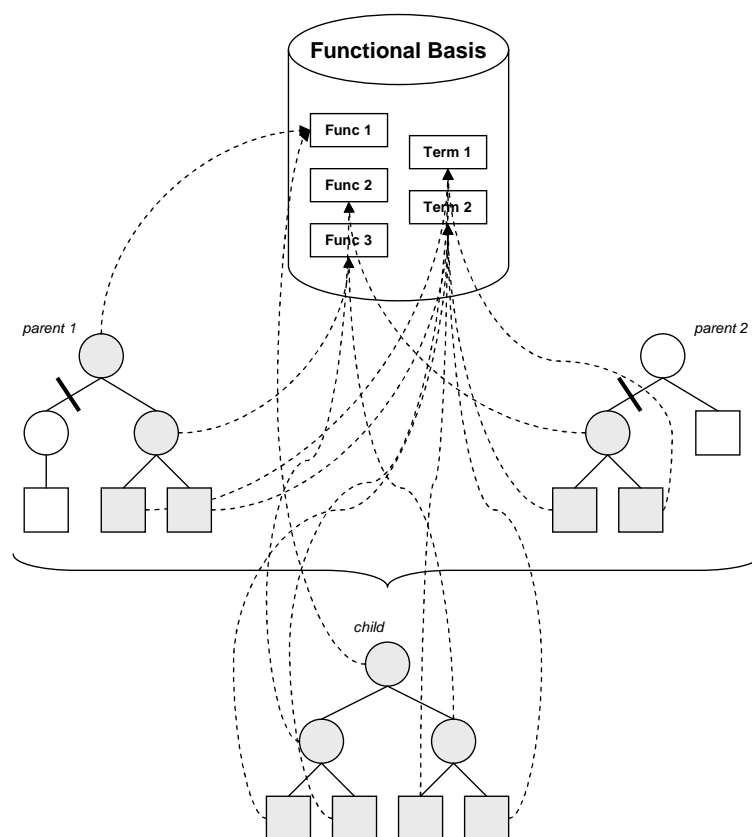 Functional Basis
Func 1
Term 1
Func 2
Term 2
Func 3
parent 1
parent 2
child